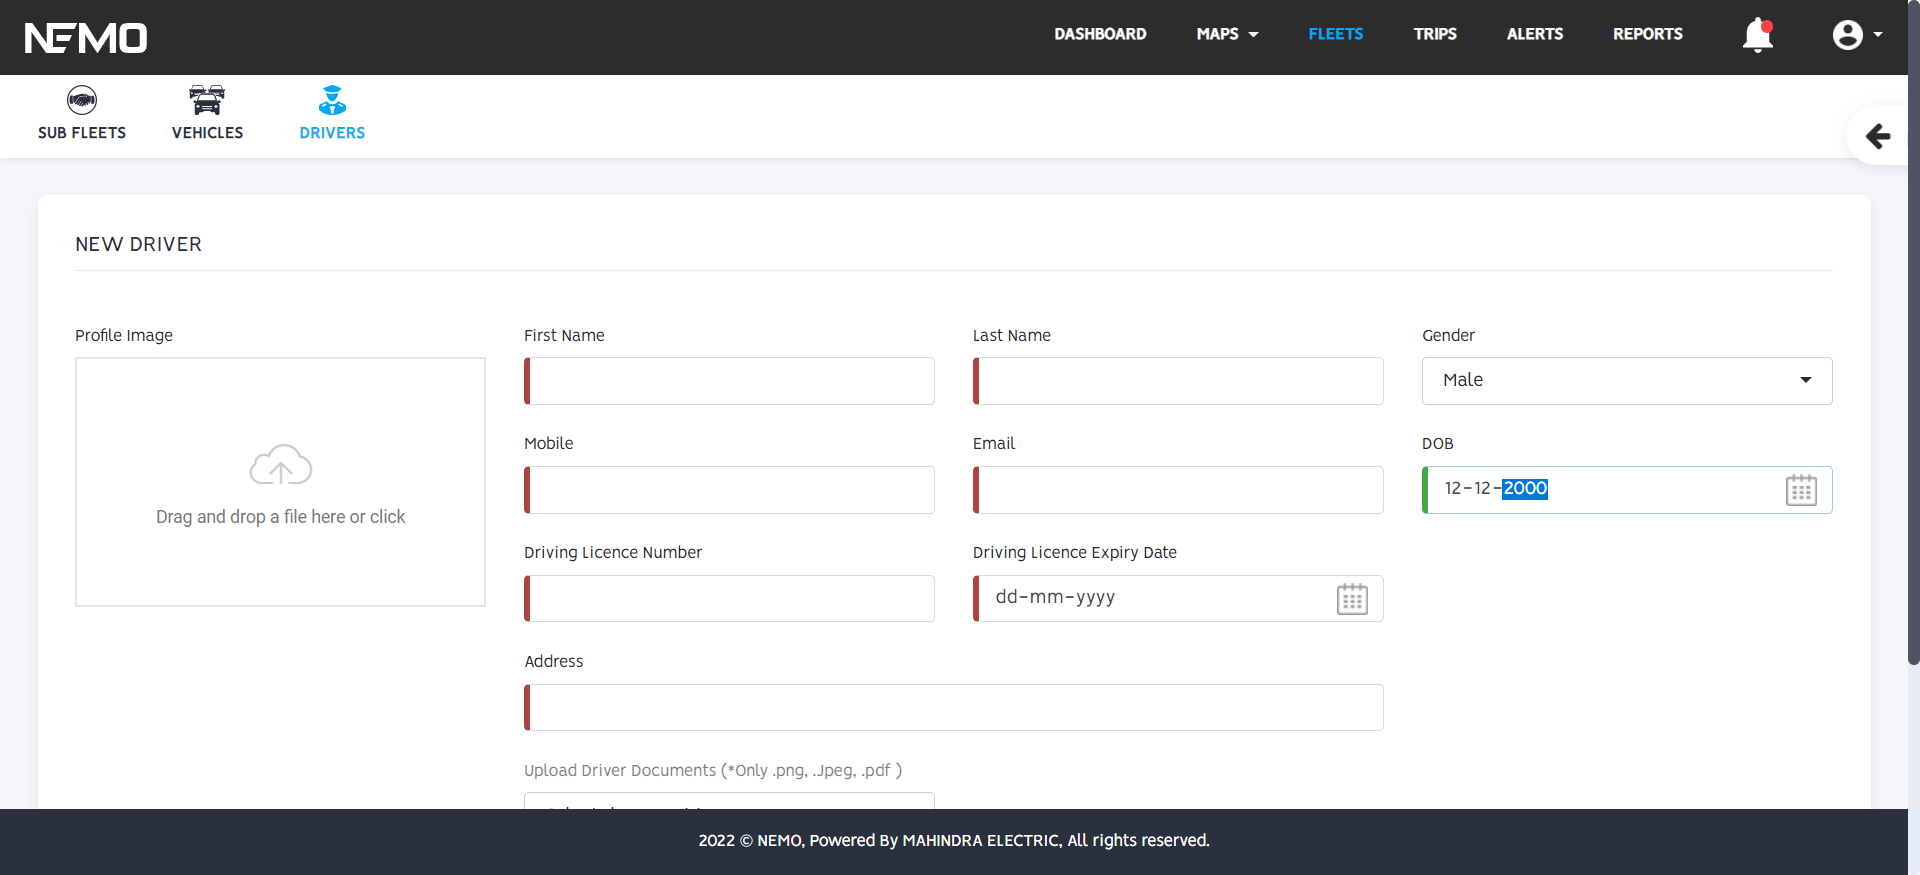 NEMO
DASHBOARD MAPS FLEETS TRIPS ALERTS REPORTS
SUB FLEETS VEHICLES DRIVERS
NEW DRIVER
Profile Image First Name Last Name Gender
Male
Mobile Email DOB
12-12-2000
Drag and drop a file here or click
Driving Licence Number Driving Licence Expiry Date
dd-mm-yyyy
Address
Upload Driver Documents (*Only .png, .Jpeg, .pdf )
2022 © NEMO, Powered By MAHINDRA ELECTRIC, All rights reserved.